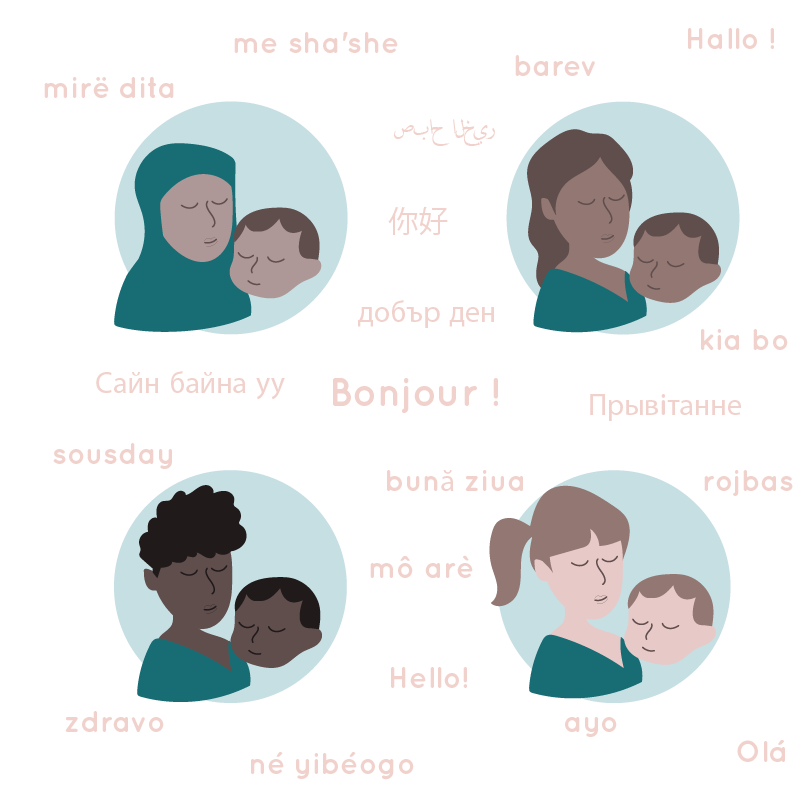 Hallo !
me sha'she
barev
mirë dita
صباح الخير
你好
добър ден
kia bo
Сайн байна уу
Bonjour !
Прывітанне
sousday
bună ziua
rojbas
mô arè
Hello!
zdravo
ayo
Olá
né yibéogo